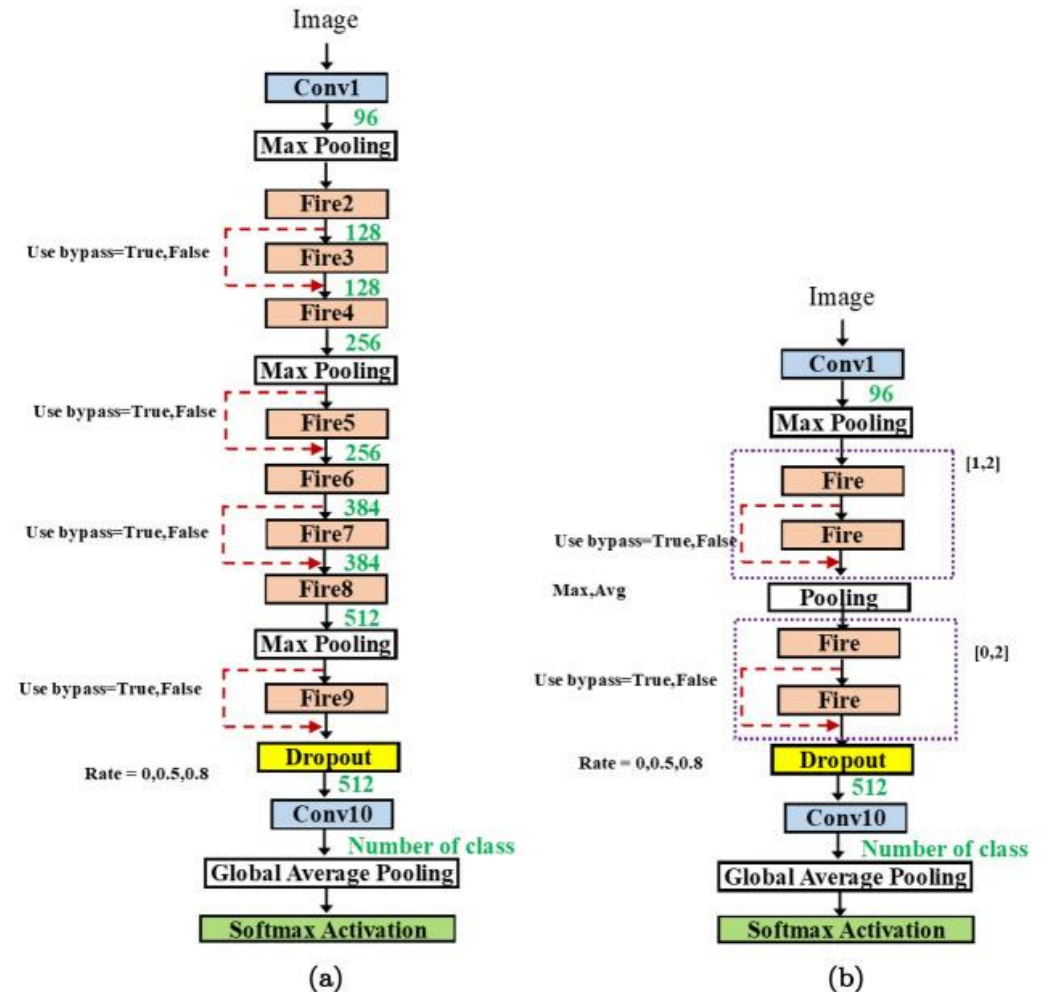 Image
Conv1
96
Max Pooling
Fire2
128
Use bypass=True,False
Fire3
128
Fire4
256
Max Pooling
Use bypass=True,False
Fire5
256
Fire6
384
Use bypass=True,False
Fire7
384
Fire8
512
Max Pooling
Use bypass=True,False
Fire9
Dropout
Rate = 0,0.5,0.8
512
Conv10
Number of class
Global Average Pooling
Softmax Activation
(a)
Image
Conv1
96
Max Pooling
[1,2]
Fire
Use bypass=True,False
Fire
Max,Avg
Pooling
Fire
[0,2]
Use bypass=True,False
Fire
Dropout
Rate = 0,0.5,0.8
512
Conv10
Number of class
Global Average Pooling
Softmax Activation
(b)